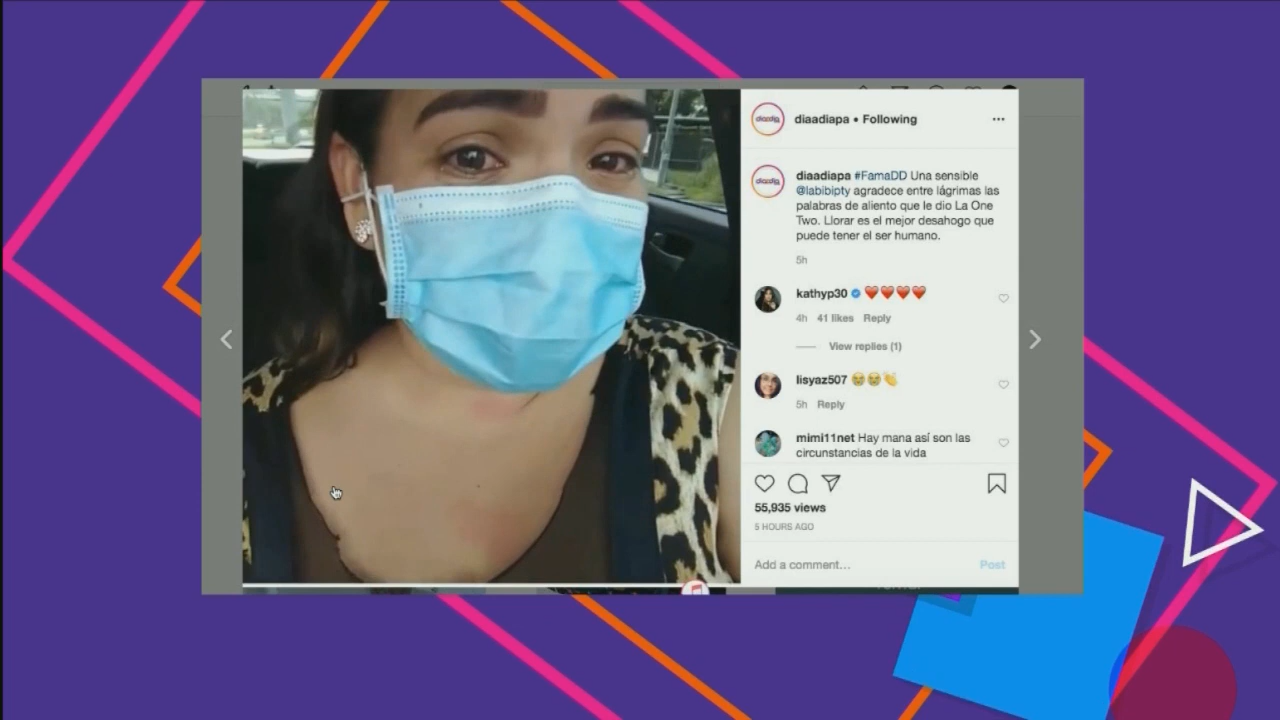 diaadiapa • Following
diaadiapa #FamaDD Una sensible
@labibipty agradece entre lágrimas las
palabras de aliento que le dio La One
Two. Llorar es el mejor desahogo que
puede tener el ser humano.
5h
kathyp30 ❤️❤️❤️❤️
4h 41 likes Reply
View replies (1)
lisyaz507 😭😭👏
5h Reply
mimi11net Hay mana así son las
circunstancias de la vida
55,935 views
5 HOURS AGO
Add a comment... Post